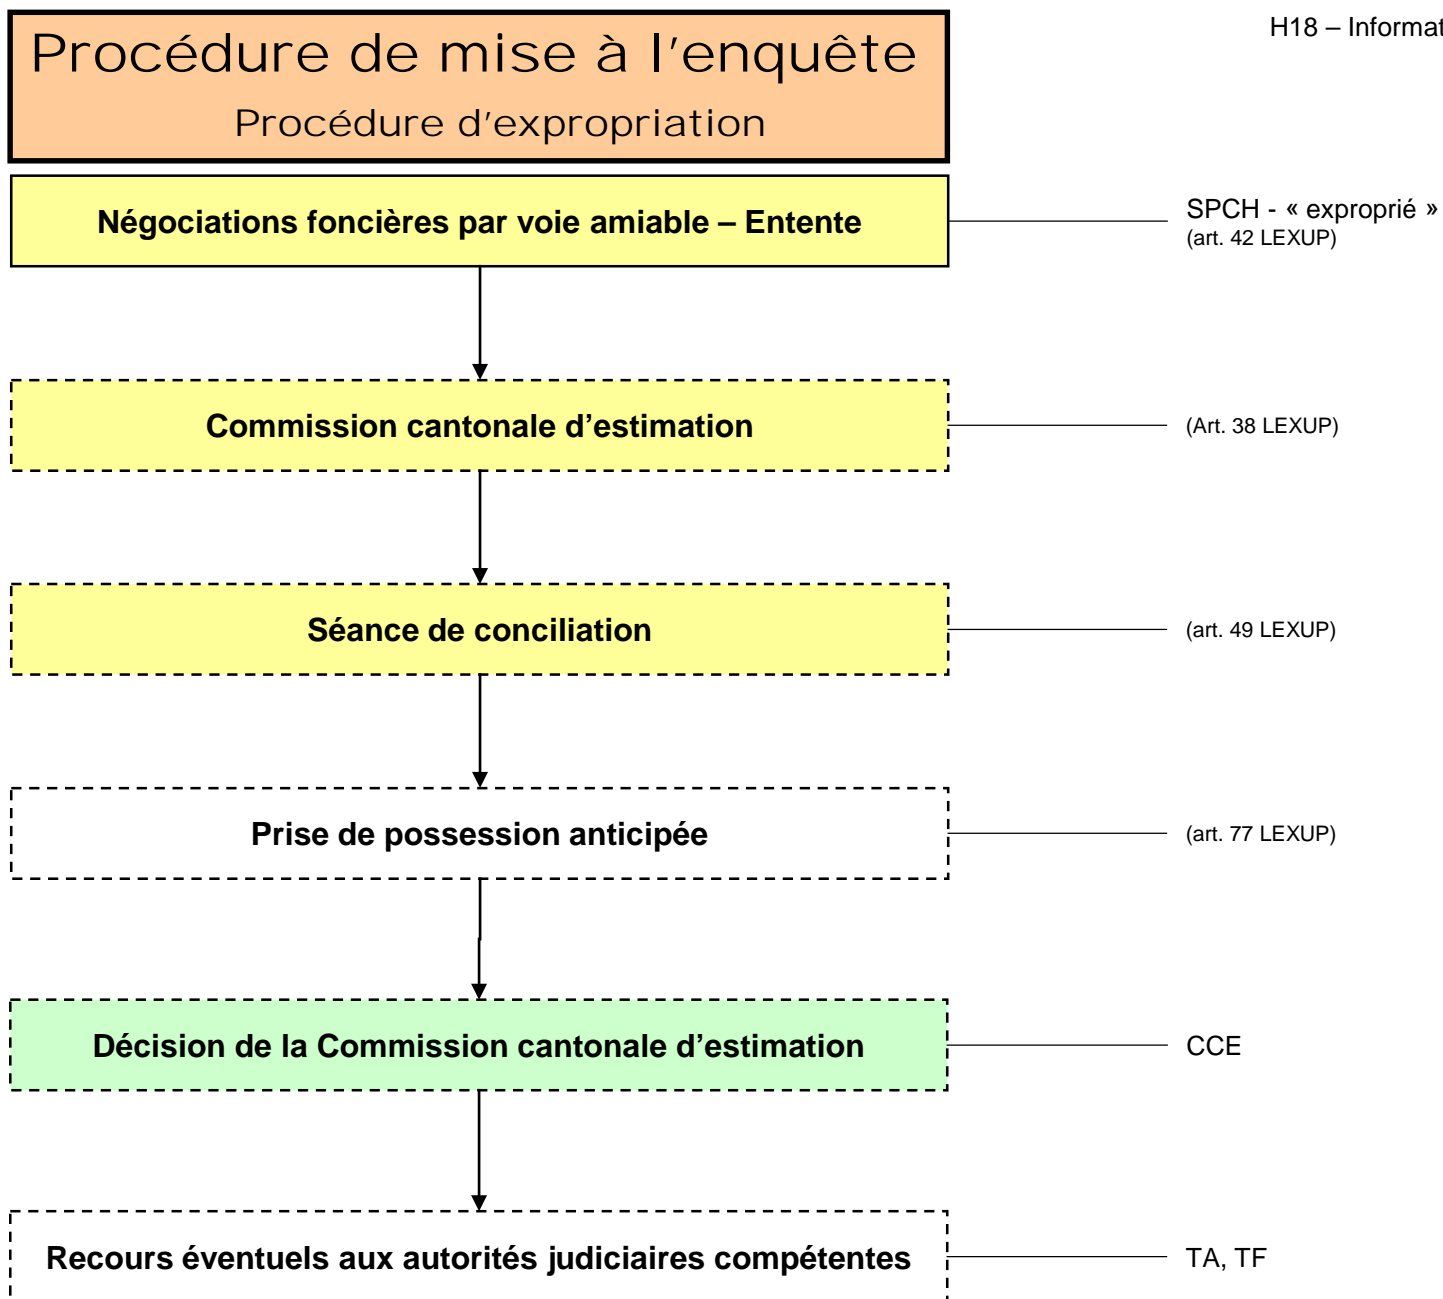 H18 – Informat
Procédure de mise à l'enquête
Procédure d'expropriation
Négociations foncières par voie amiable – Entente
SPCH - « exproprié »
(art. 42 LEXUP)
Commission cantonale d’estimation
(Art. 38 LEXUP)
Séance de conciliation
(art. 49 LEXUP)
Prise de possession anticipée
(art. 77 LEXUP)
Décision de la Commission cantonale d’estimation
CCE
Recours éventuels aux autorités judiciaires compétentes
TA, TF